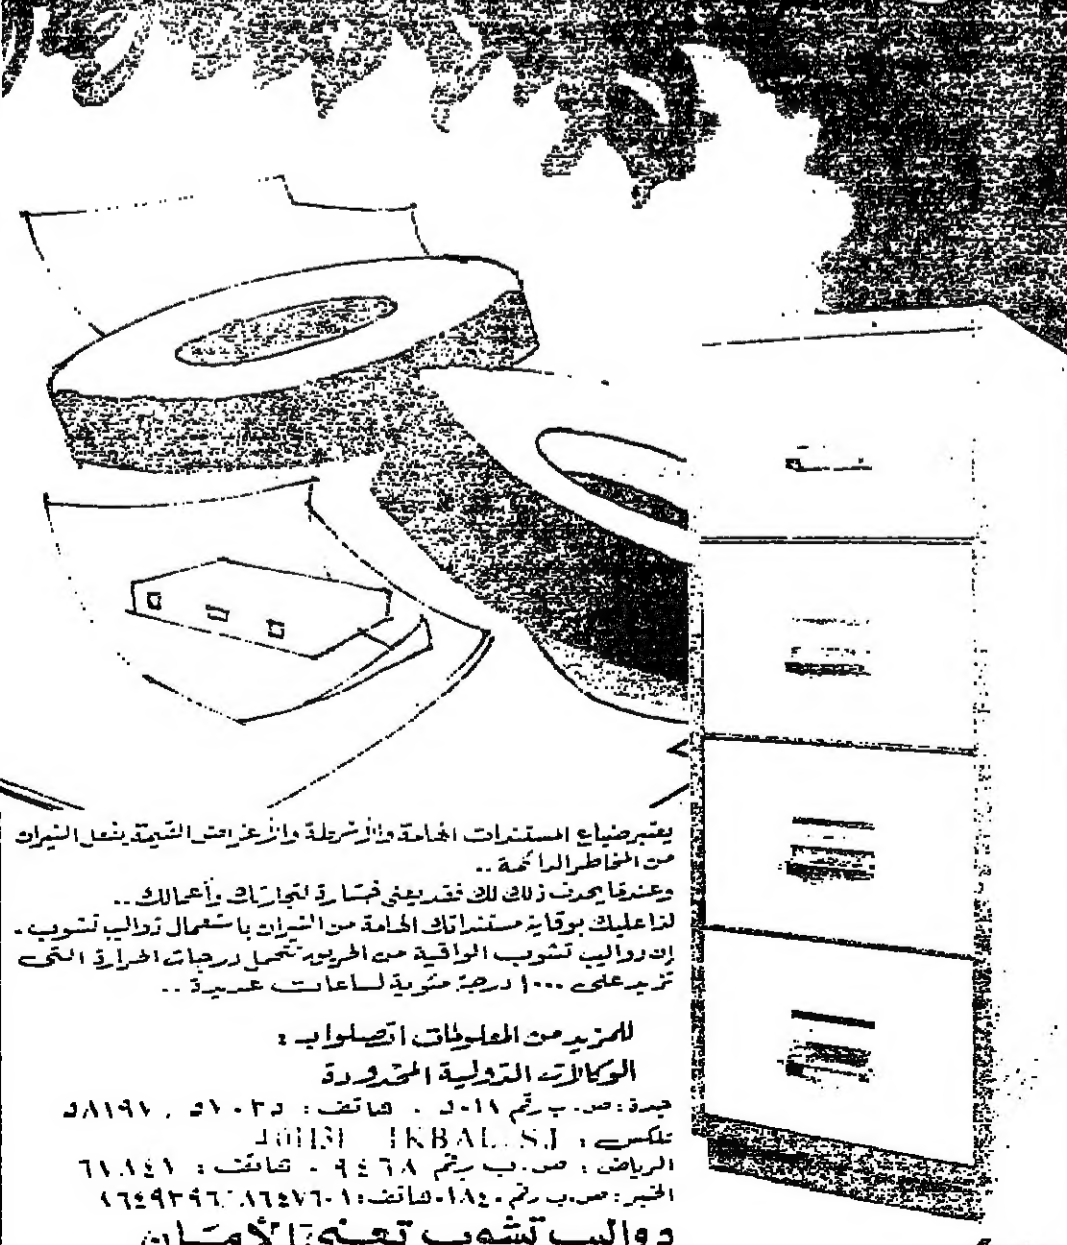 يعتبر ضياع المستندات الهامة والأشرطة والأغراض الثمينة بفعل النيران
من المخاطر الدائمة ..
وعندما يحدث ذلك لك فقد يعني خسارة لتجارتك وأعمالك ..
لذا عليك بوقاية مستنداتك الهامة من النيران باستعمال دواليب تشوب .
إن دواليب تشوب الواقية من الحريق تتحمل درجات الحرارة التي
تزيد على ١٠٠٠ درجة مئوية لساعات عديدة ..
للمزيد من المعلومات اتصلوا بـ :
الوكالات الدولية المحدودة
جدة : ص . ب رقم . هاتف :
تلكس : IKBAL SJ
الرياض : ص . ب رقم ٩٤٦٨ . هاتف :
الخبر : ص . ب رقم . هاتف :
دواليب تشوب تعني الأمان